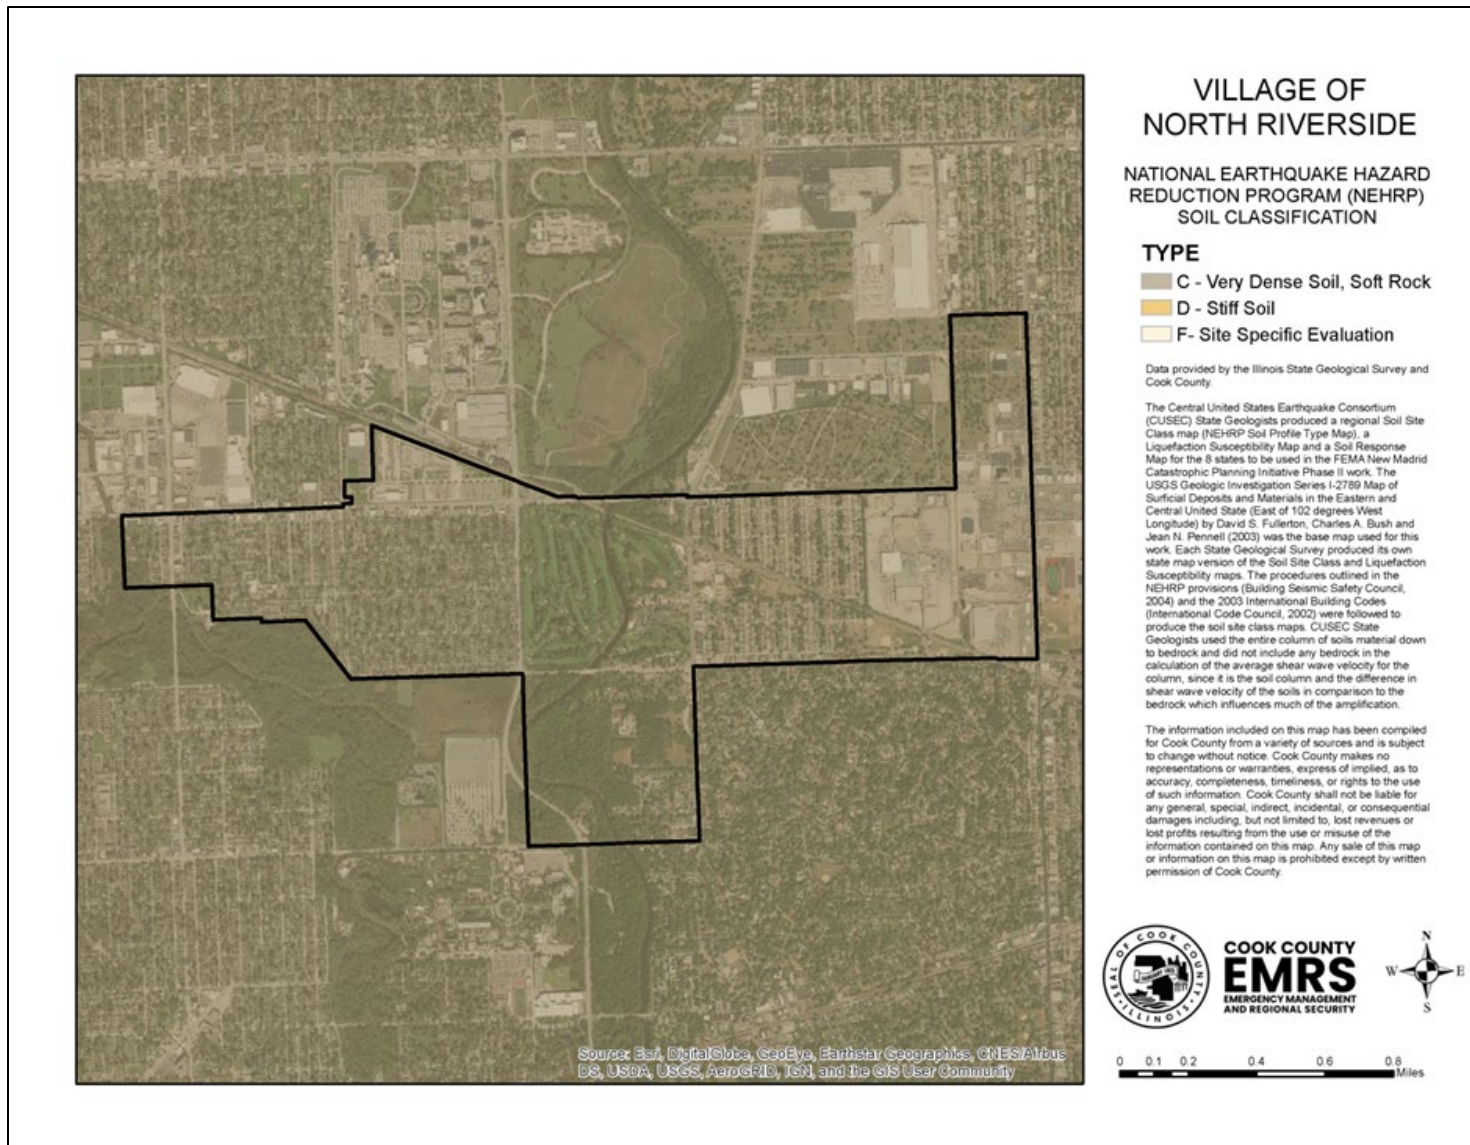 VILLAGE OF
NORTH RIVERSIDE
NATIONAL EARTHQUAKE HAZARD
REDUCTION PROGRAM (NEHRP)
SOIL CLASSIFICATION
TYPE
C - Very Dense Soil, Soft Rock
D - Stiff Soil
F- Site Specific Evaluation
Data provided by the Illinois State Geological Survey and
Cook County.
The Central United States Earthquake Consortium
(CUSEC) State Geologists produced a regional Soil Site
Class map (NEHRP Soil Profile Type Map), a
Liquefaction Susceptibility Map and a Soil Response
Map for the 8 states to be used in the FEMA New Madrid
Catastrophic Planning Initiative Phase II work. The
USGS Geologic Investigation Series I-2789 Map of
Surficial Deposits and Materials in the Eastern and
Central United State (East of 102 degrees West
Longitude) by David S. Fullerton, Charles A. Bush and
Jean N. Pennell (2003) was the base map used for this
work. Each State Geological Survey produced its own
state map version of the Soil Site Class and Liquefaction
Susceptibility maps. The procedures outlined in the
NEHRP provisions (Building Seismic Safety Council,
2004) and the 2003 International Building Codes
(International Code Council, 2002) were followed to
produce the soil site class maps. CUSEC State
Geologists used the entire column of soils material down
to bedrock and did not include any bedrock in the
calculation of the average shear wave velocity for the
column, since it is the soil column and the difference in
shear wave velocity of the soils in comparison to the
bedrock which influences much of the amplification.
The information included on this map has been compiled
for Cook County from a variety of sources and is subject
to change without notice. Cook County makes no
representations or warranties, express of implied, as to
accuracy, completeness, timeliness, or rights to the use
of such information. Cook County shall not be liable for
any general, special, indirect, incidental, or consequential
damages including, but not limited to, lost revenues or
lost profits resulting from the use or misuse of the
information contained on this map. Any sale of this map
or information on this map is prohibited except by written
permission of Cook County.
SEAL OF COOK COUNTY
ILLINOIS
COOK COUNTY
EMRS
EMERGENCY MANAGEMENT
AND REGIONAL SECURITY
N
W E
S
0 0.1 0.2 0.4 0.6 0.8
Miles
Source: Esri, DigitalGlobe, GeoEye, Earthstar Geographics, CNES/Airbus
DS, USDA, USGS, AeroGRID, IGN, and the GIS User Community